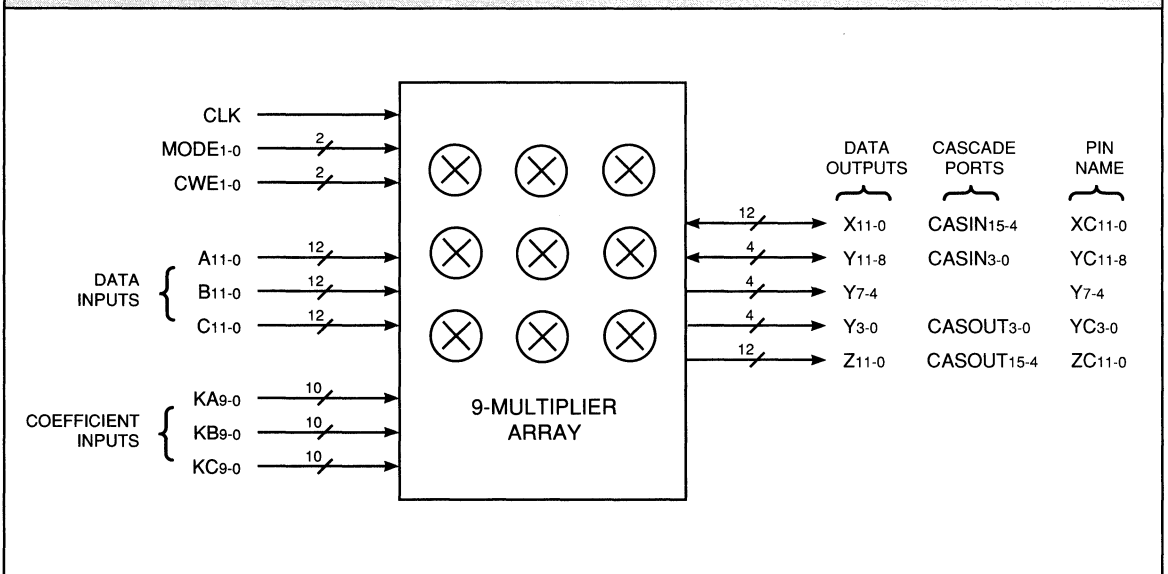 CLK
MODE1-0
2
CWE1-0
2
DATA
INPUTS
A11-0
12
B11-0
12
C11-0
12
COEFFICIENT
INPUTS
KA9-0
10
KB9-0
10
KC9-0
10
9-MULTIPLIER
ARRAY
DATA
OUTPUTS
CASCADE
PORTS
PIN
NAME
12
X11-0 CASIN15-4 XC11-0
4
Y11-8 CASIN3-0 YC11-8
4
Y7-4 Y7-4
4
Y3-0 CASOUT3-0 YC3-0
12
Z11-0 CASOUT15-4 ZC11-0